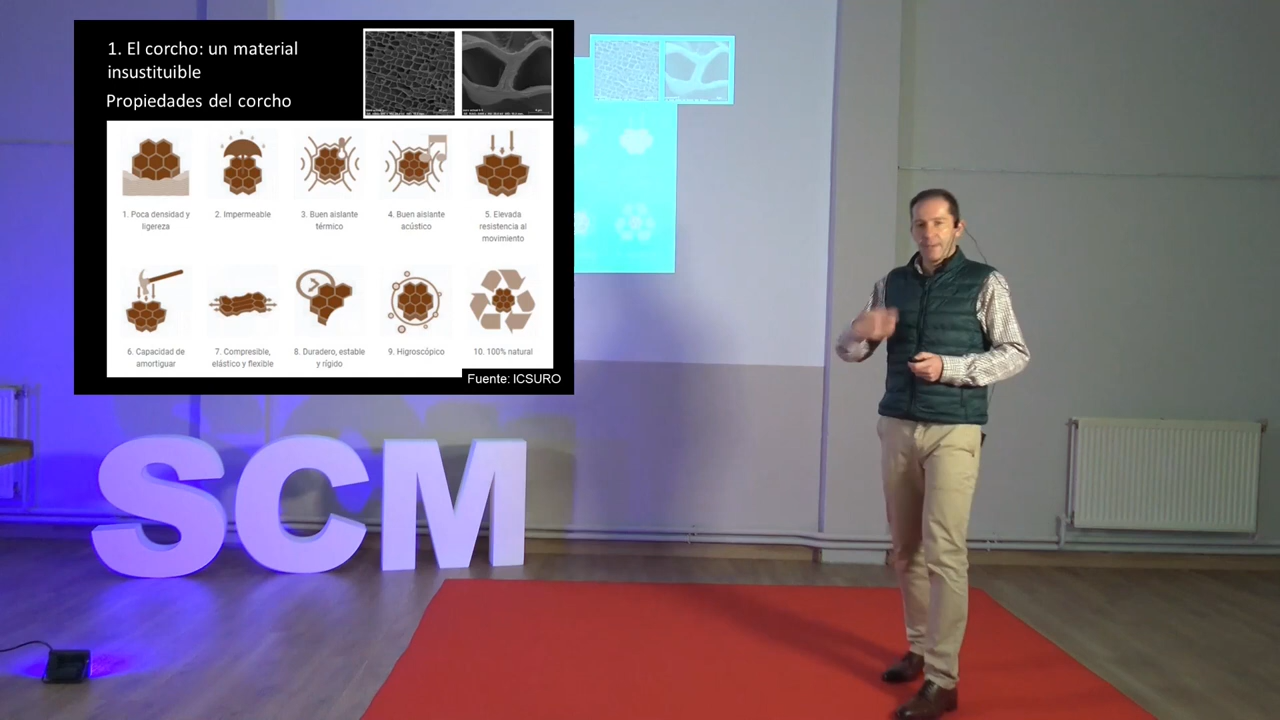 1. El corcho: un material
insustituible
Propiedades del corcho
1. Poca densidad y
ligereza
2. Impermeable
3. Buen aislante
térmico
4. Buen aislante
acústico
5. Elevada
resistencia al
movimiento
6. Capacidad de
amortiguar
7. Compresible,
elástico y flexible
8. Duradero, estable
y rígido
9. Higroscópico
10. 100% natural
Fuente: ICSURO
SCM